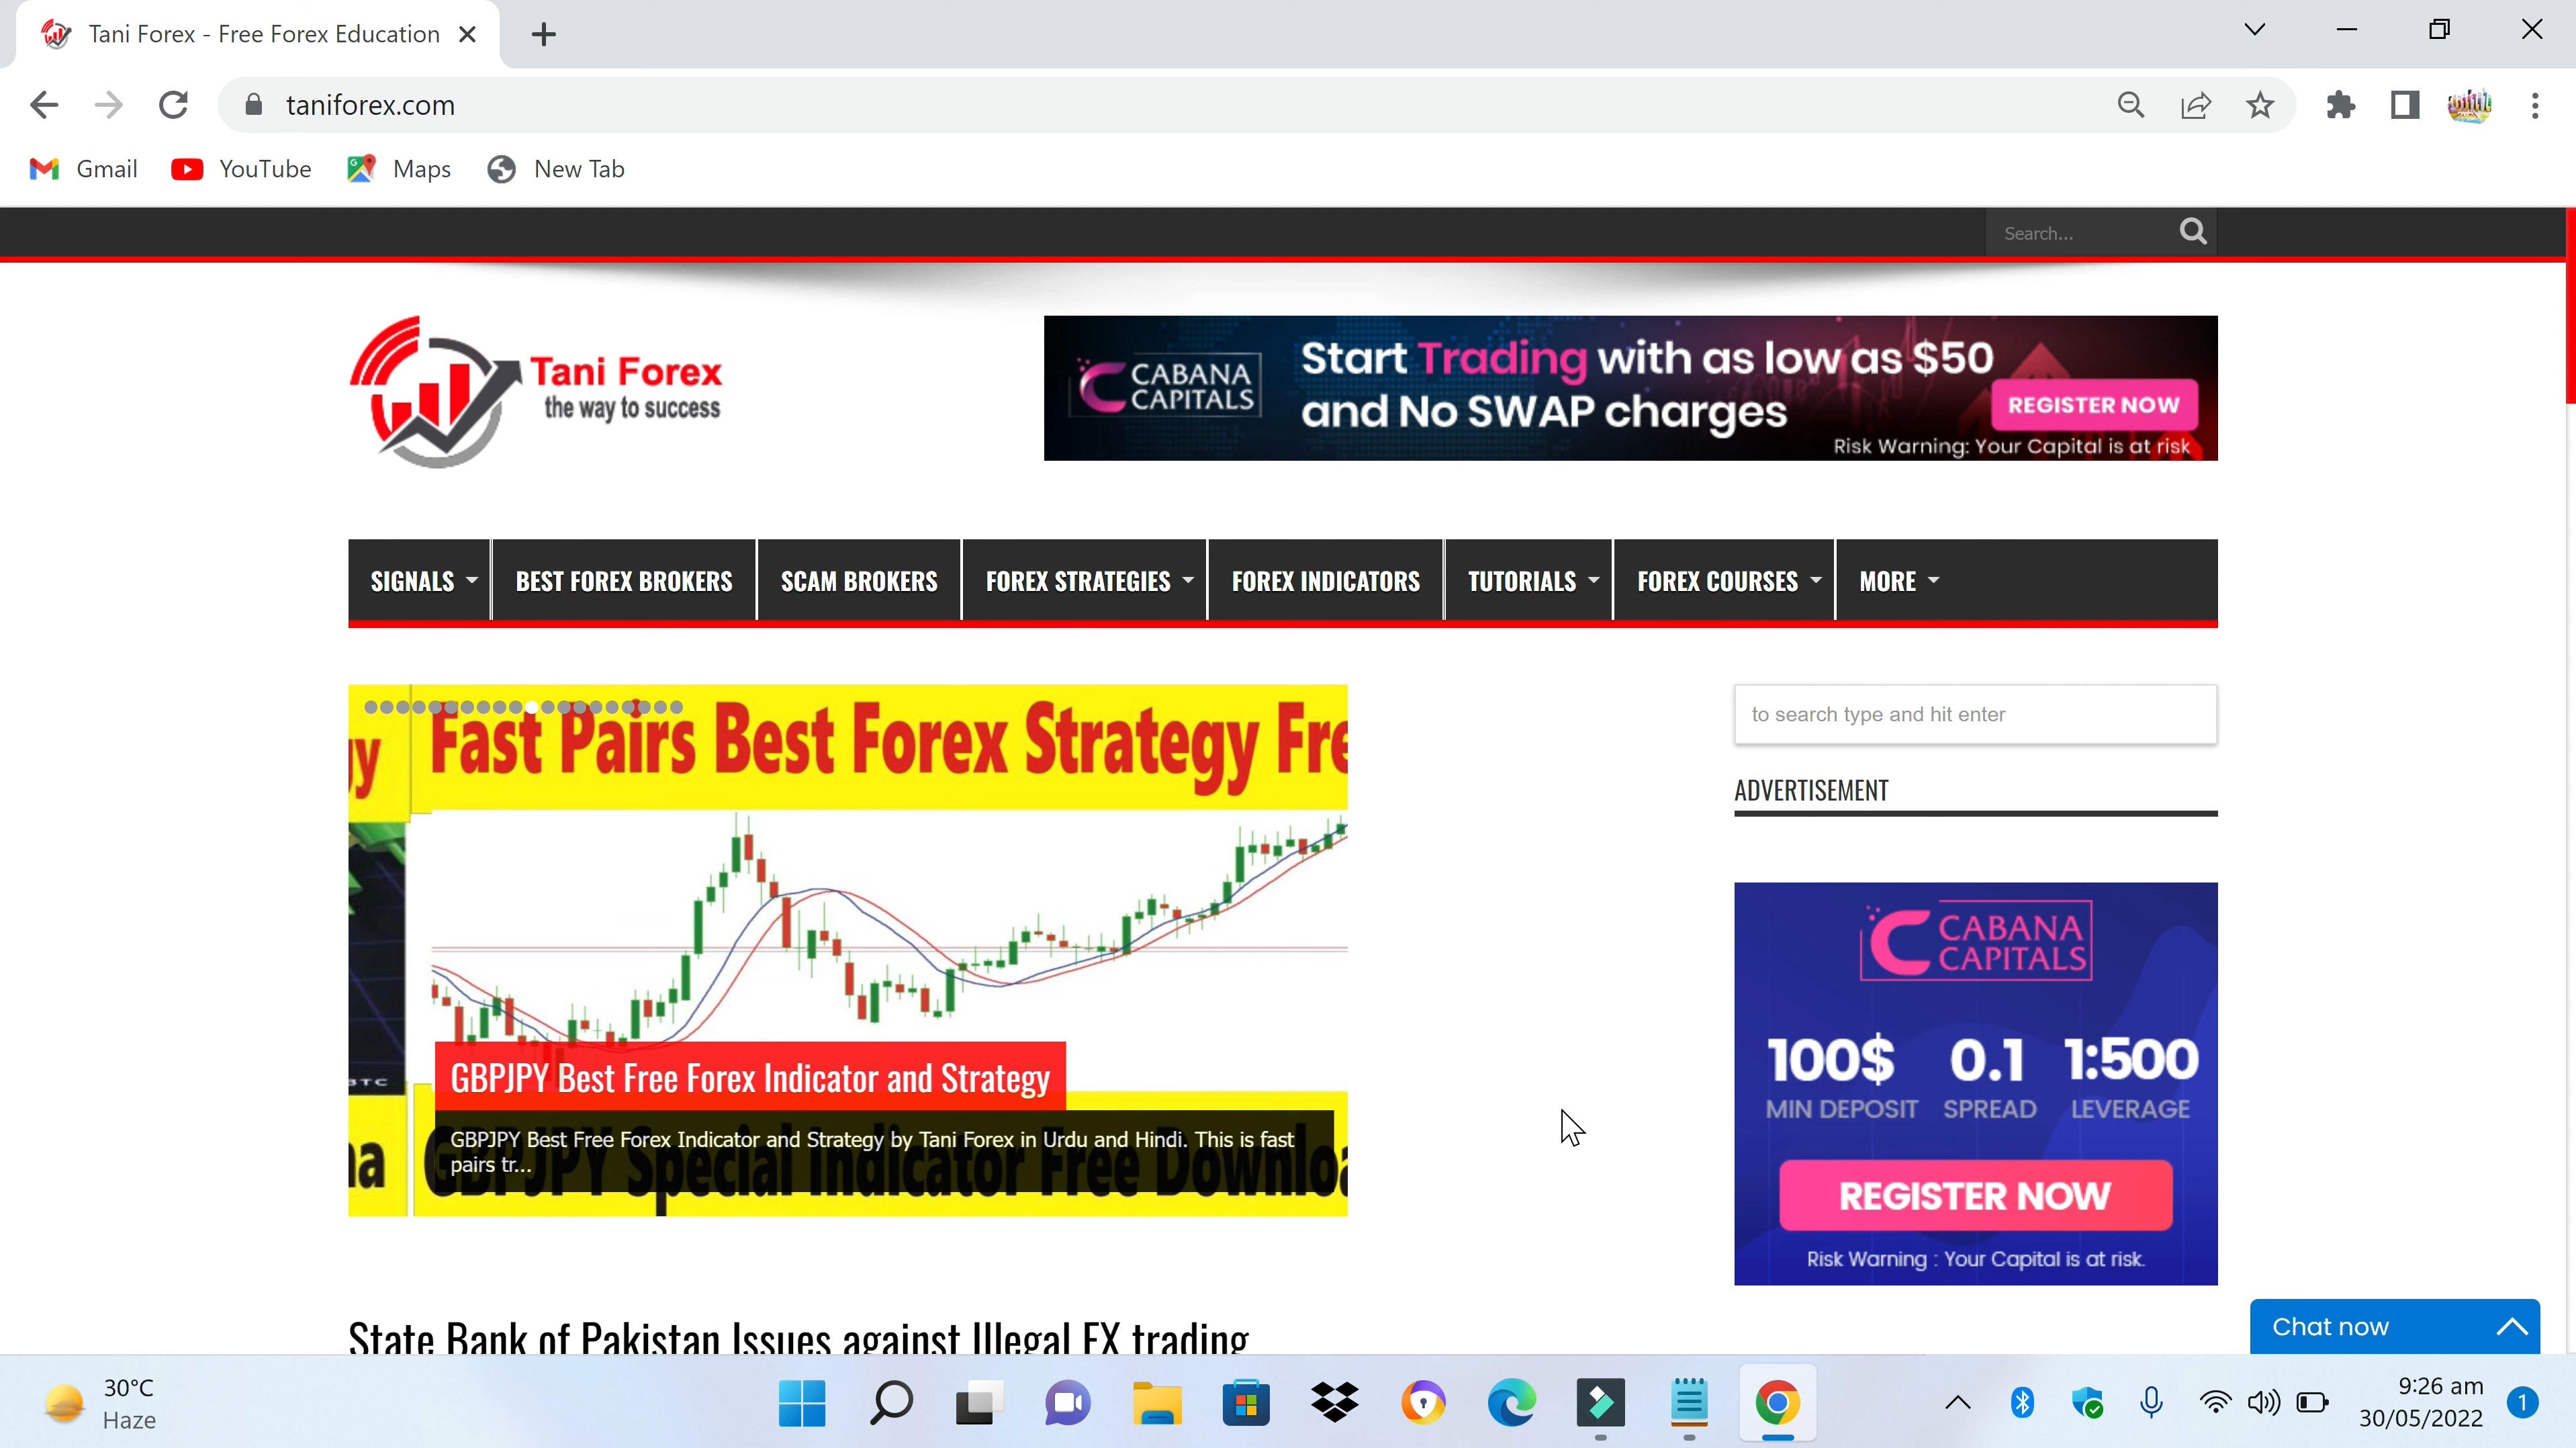 Tani Forex - Free Forex Education
taniforex.com
Gmail
YouTube
Maps
New Tab
Search...
Tani Forex
the way to success
CABANA
CAPITALS
Start Trading with as low as $50
and No SWAP charges
REGISTER NOW
Risk Warning: Your Capital is at risk
SIGNALS
BEST FOREX BROKERS
SCAM BROKERS
FOREX STRATEGIES
FOREX INDICATORS
TUTORIALS
FOREX COURSES
MORE
Fast Pairs Best Forex Strategy Fre
GBPJPY Best Free Forex Indicator and Strategy
GBPJPY Best Free Forex Indicator and Strategy by Tani Forex in Urdu and Hindi. This is fast
pairs tr...
GBPJPY Special Indicator Free Downloa
to search type and hit enter
ADVERTISEMENT
CABANA
CAPITALS
100$ 0.1 1:500
MIN DEPOSIT SPREAD LEVERAGE
REGISTER NOW
Risk Warning : Your Capital is at risk.
State Bank of Pakistan Issues against Illegal FX trading
Chat now
30°C
Haze
9:26 am
30/05/2022
1